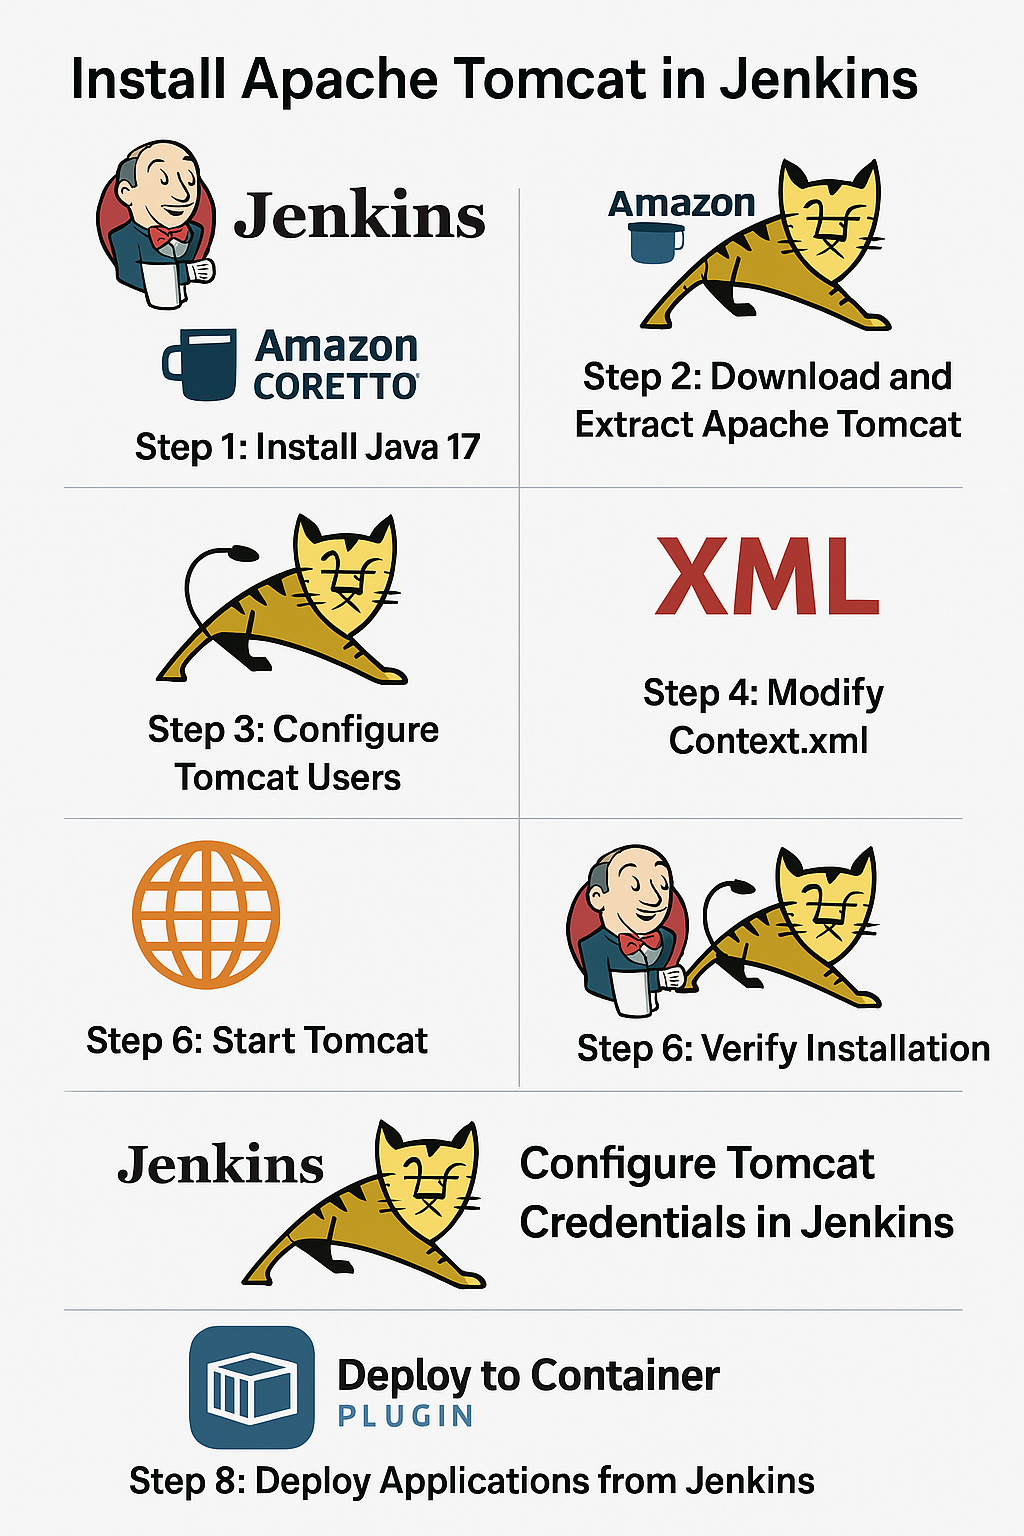 Install Apache Tomcat in Jenkins
Jenkins
Amazon
CORETTO
Step 1: Install Java 17
Amazon
Step 2: Download and
Extract Apache Tomcat
Step 3: Configure
Tomcat Users
XML
Step 4: Modify
Context.xml
Step 6: Start Tomcat
Step 6: Verify Installation
Jenkins
Configure Tomcat
Credentials in Jenkins
Deploy to Container
PLUGIN
Step 8: Deploy Applications from Jenkins